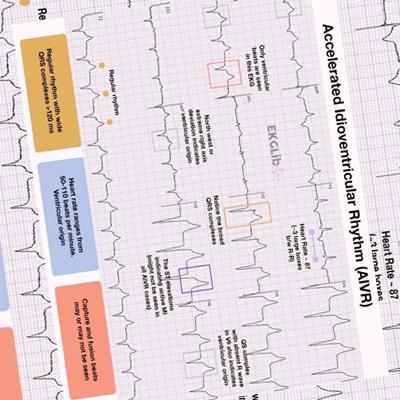 Accelerated Idioventricular Rhythm (AIVR)
Heart Rate ~ 87
Only ventricular
beats are seen
in this EKG
EKGLib
Heart Rate ~ 87
(~3 large boxes
b/w R-R)
North west or
extreme right axis
deviation indicates
ventricular origin
Notice the broad
QRS complexes
QS complex
with absent R wave
in V6 also indicates
ventricular origin
Regular rhythm
The ST elevations
indicating active MI
(might not be seen in
all AIVR cases)
Regular rhythm with wide
QRS complexes >120 ms
Heart rate ranges from
50-110 beats per minute.
Ventricular origin
Capture and fusion beats
may or may not be seen